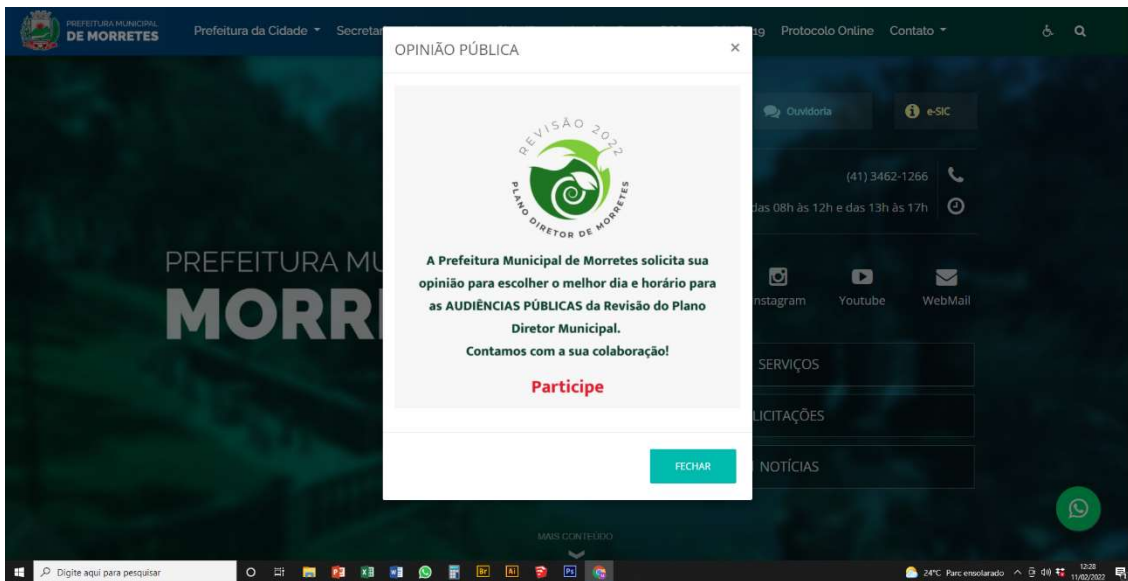 PREFEITURA MUNICIPAL
DE MORRETES
Prefeitura da Cidade
Protocolo Online
Contato
OPINIÃO PÚBLICA
×
Ouvidoria
e-SIC
REVISÃO 2022
PLANO DIRETOR DE MORRETES
(41) 3462-1266
das 08h às 12h e das 13h às 17h
A Prefeitura Municipal de Morretes solicita sua
opinião para escolher o melhor dia e horário para
as AUDIÊNCIAS PÚBLICAS da Revisão do Plano
Diretor Municipal.
Contamos com a sua colaboração!
Participe
PREFEITURA MU
MORR
nstagram
Youtube
WebMail
SERVIÇOS
LICITAÇÕES
NOTÍCIAS
FECHAR
MAIS CONTEÚDO
Digite aqui para pesquisar
24°C Parc ensolarado
12:28
11/02/2022